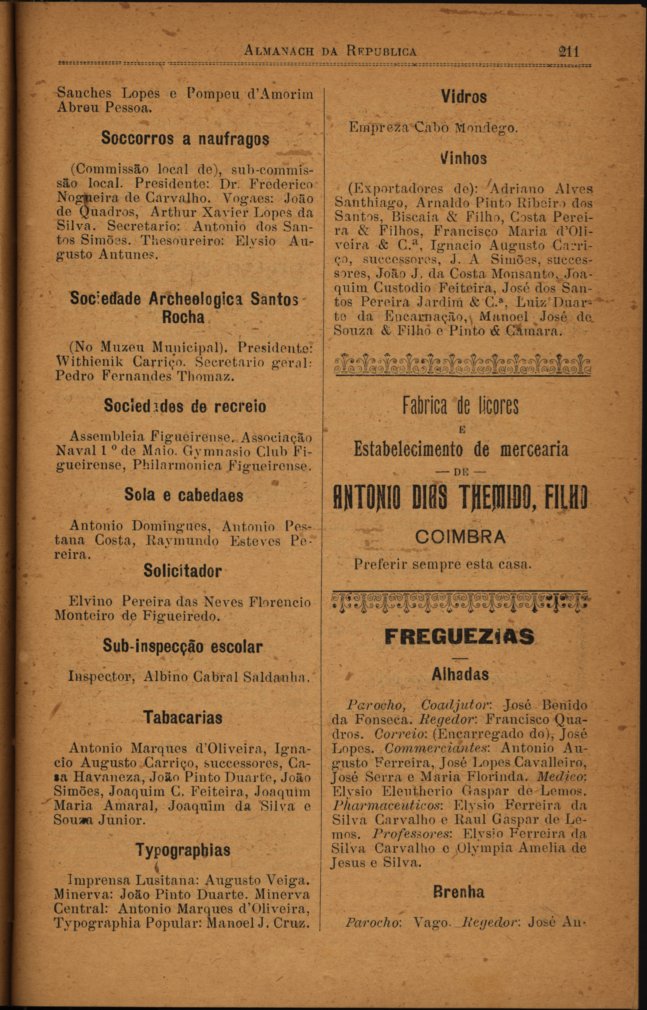 ALMANACH DA REPUBLICA
211
Sanches Lopes e Pompeu d'Amorim
Abreu Pessoa.
Soccorros a naufragos
(Commissão local de), sub-commis-
são local. Presidente: Dr. Frederico
Nogueira de Carvalho. Vogaes: João
de Quadros, Arthur Xavier Lopes da
Silva. Secretario: Antonio dos San-
tos Simões. Thesoureiro: Elysio Au-
gusto Antunes.
Sociedade Archeologica Santos
Rocha
(No Muzeu Municipal). Presidente:
Withienik Carriço. Secretario geral:
Pedro Fernandes Thomaz.
Sociedades de recreio
Assembleia Figueirense. Associação
Naval 1º de Maio. Gymnasio Club Fi-
gueirense, Philarmonica Figueirense.
Sola e cabedaes
Antonio Domingues, Antonio Pes-
tana Costa, Raymundo Esteves Pe-
reira.
Solicitador
Elvino Pereira das Neves Florencio
Monteiro de Figueiredo.
Sub-inspecção escolar
Inspector, Albino Cabral Saldanha.
Tabacarias
Antonio Marques d'Oliveira, Igna-
cio Augusto Carriço, successores, Ca-
sa Havaneza, João Pinto Duarte, João
Simões, Joaquim C. Feiteira, Joaquim
Maria Amaral, Joaquim da Silva e
Souza Junior.
Typographias
Imprensa Lusitana: Augusto Veiga.
Minerva: João Pinto Duarte. Minerva
Central: Antonio Marques d'Oliveira,
Typographia Popular: Manoel J. Cruz.
Vidros
Empreza Cabo Mondego.
Vinhos
(Exportadores de): Adriano Alves
Santhiago, Arnaldo Pinto Ribeiro dos
Santos, Biscaia & Filho, Costa Perei-
ra & Filhos, Francisco Maria d'Oli-
veira & C.ª, Ignacio Augusto Carri-
ço, successores, J. A Simões, succes-
sores, João J. da Costa Monsanto, Joa-
quim Custodio Feiteira, José dos San-
tos Pereira Jardim & C.ª, Luiz Duar-
te da Encarnação, Manoel José de
Souza & Filho e Pinto & Camara.
Fabrica de licores
E
Estabelecimento de mercearia
— DE —
ANTONIO DIAS THEMIDO, FILHO
COIMBRA
Preferir sempre esta casa.
FREGUEZIAS
Alhadas
Parocho, Coadjutor: José Benido
da Fonseca. Regedor: Francisco Qua-
dros. Correio: (Encarregado do), José
Lopes. Commerciantes: Antonio Au-
gusto Ferreira, José Lopes Cavalleiro,
José Serra e Maria Florinda. Medico:
Elysio Eleutherio Gaspar de Lemos.
Pharmaceuticos: Elysio Ferreira da
Silva Carvalho e Raul Gaspar de Le-
mos. Professores: Elysio Ferreira da
Silva Carvalho e Olympia Amelia de
Jesus e Silva.
Brenha
Parocho: Vago. Regedor: José An-